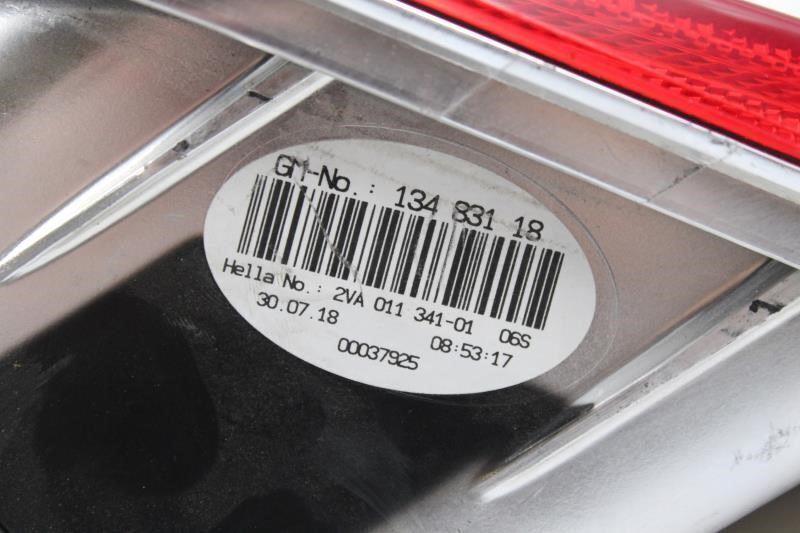 GM-No.: 134 831 18
Hella No.: 2VA 011 341-01 06S
30.07.18 08:53:17
00037925